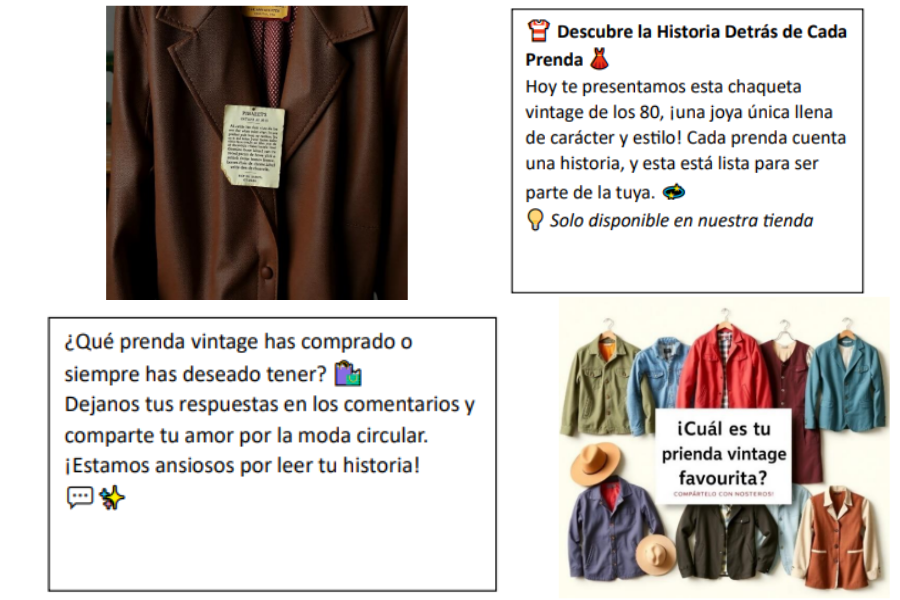 👕 Descubre la Historia Detrás de Cada
Prenda 👗
Hoy te presentamos esta chaqueta
vintage de los 80, ¡una joya única llena
de carácter y estilo! Cada prenda cuenta
una historia, y esta está lista para ser
parte de la tuya. 💫
💡 Solo disponible en nuestra tienda
¿Qué prenda vintage has comprado o
siempre has deseado tener? 🛍️
Dejanos tus respuestas en los comentarios y
comparte tu amor por la moda circular.
¡Estamos ansiosos por leer tu historia!
💬✨
¡Cuál es tu
prienda vintage
favourita?
COMPÁRTELO CON NOSTEROS!